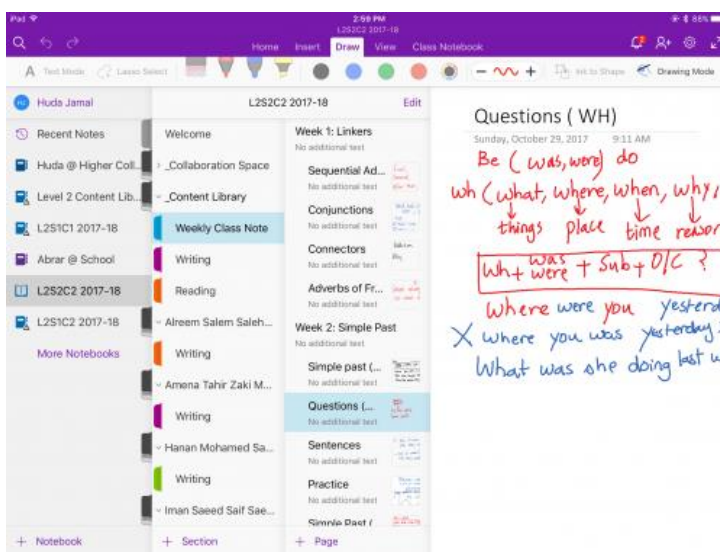 iPad
2:59 PM
88%
L2S2C2 2017-18
Home Insert Draw View Class Notebook
2
A Text Mode Lasso Select
Ink to Shape Drawing Mode
Huda Jamal
Recent Notes
Huda @ Higher Coll...
Level 2 Content Lib...
L2S1C1 2017-18
Abrar @ School
L2S2C2 2017-18
L2S1C2 2017-18
More Notebooks
+ Notebook
L2S2C2 2017-18 Edit
Welcome
_Collaboration Space
_Content Library
Weekly Class Note
Writing
Reading
Alreem Salem Saleh...
Writing
Amena Tahir Zaki M...
Writing
Hanan Mohamed Sa...
Writing
Iman Saeed Saif Sae...
+ Section
Week 1: Linkers
No additional text
Sequential Ad...
No additional text
Conjunctions
No additional text
Connectors
No additional text
Adverbs of Fr...
No additional text
Week 2: Simple Past
No additional text
Simple past (...
No additional text
Questions (...
No additional text
Sentences
No additional text
Practice
No additional text
Simple Past (
+ Page
Questions ( WH)
Sunday, October 29, 2017 9:11 AM
Be ( was, were) do
wh ( what, where, when, why,
things place time reason
Wh + was were + Sub + O/C ?
Where were you yesterd
X where you was yesterday
What was she doing last